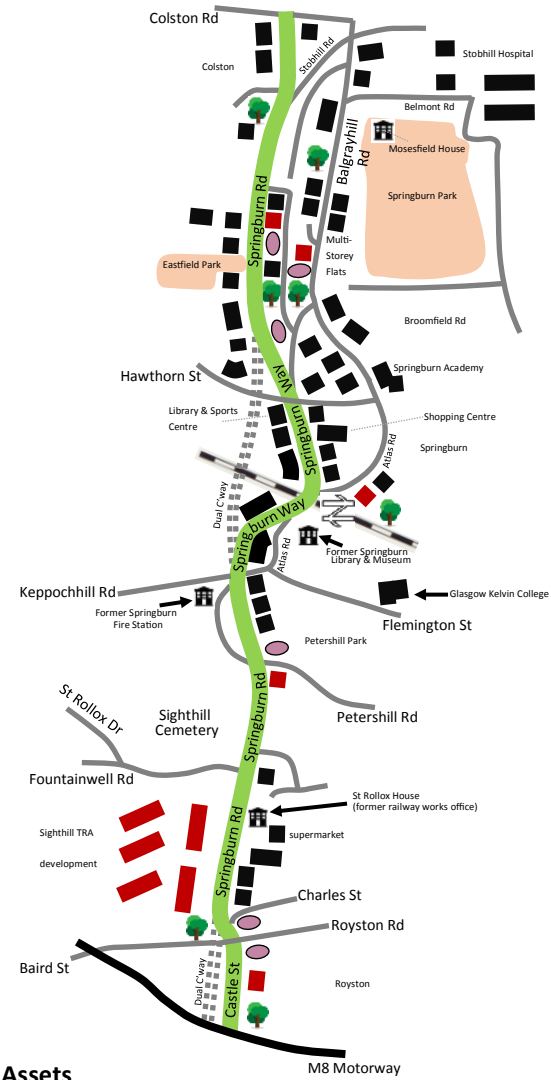 Colston Rd
Stobhill Rd
Colston
Stobhill Hospital
Belmont Rd
Balgrayhill
Rd
Mosesfield House
Springburn Park
Springburn Rd
Multi-
Storey
Flats
Eastfield Park
Broomfield Rd
Springburn Academy
Hawthorn St
Springburn Way
Library & Sports
Centre
Shopping Centre
Springburn
Atlas Rd
Dual C'way
Springburn Way
Atlas Rd
Former Springburn
Library & Museum
Keppochhill Rd
Former Springburn
Fire Station
Glasgow Kelvin College
Flemington St
Petershill Park
Springburn Rd
St Rollox Dr
Sighthill
Cemetery
Petershill Rd
Fountainwell Rd
St Rollox House
(former railway works office)
Springburn Rd
Sighthill TRA
development
supermarket
Charles St
Royston Rd
Baird St
Dual C'way
Castle St
Royston
M8 Motorway
Assets